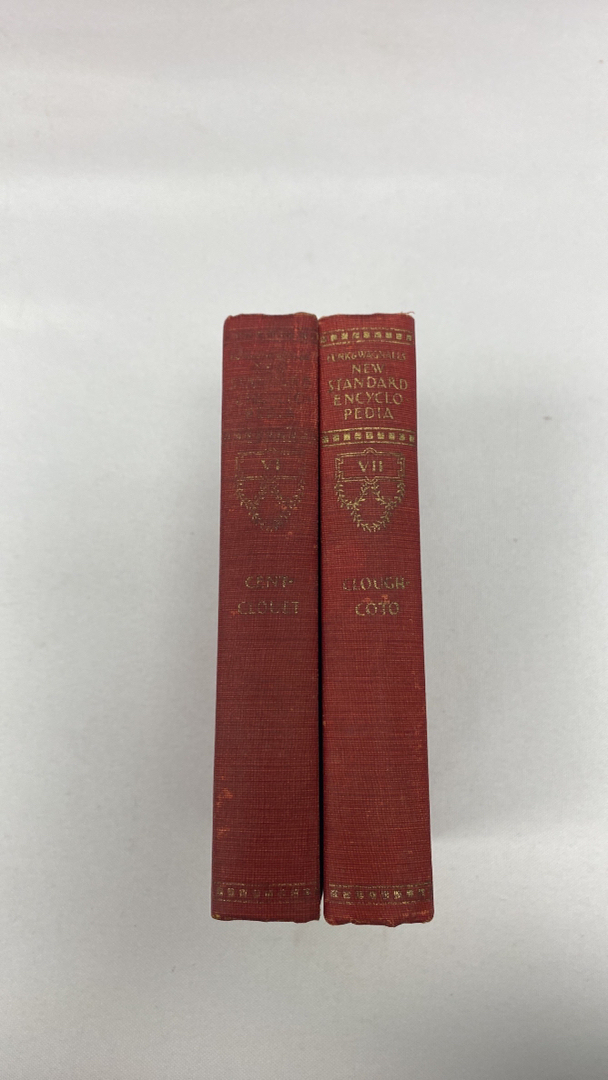 VI
CENT-
CLOUET
FUNK & WAGNALLS
NEW
STANDARD
ENCYCLO
PEDIA
VII
CLOUGH-
COTO